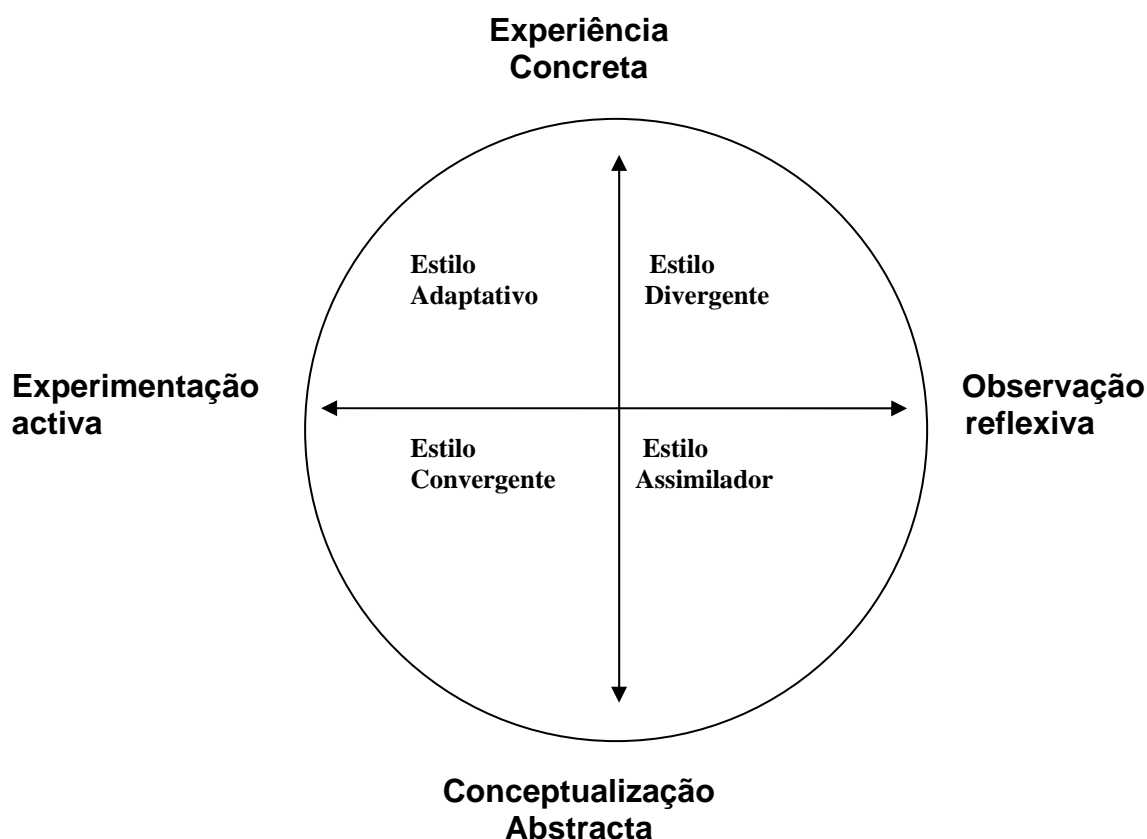 Experiência
Concreta
Estilo
Adaptativo
Estilo
Divergente
Experimentação
activa
Observação
reflexiva
Estilo
Convergente
Estilo
Assimilador
Conceptualização
Abstracta